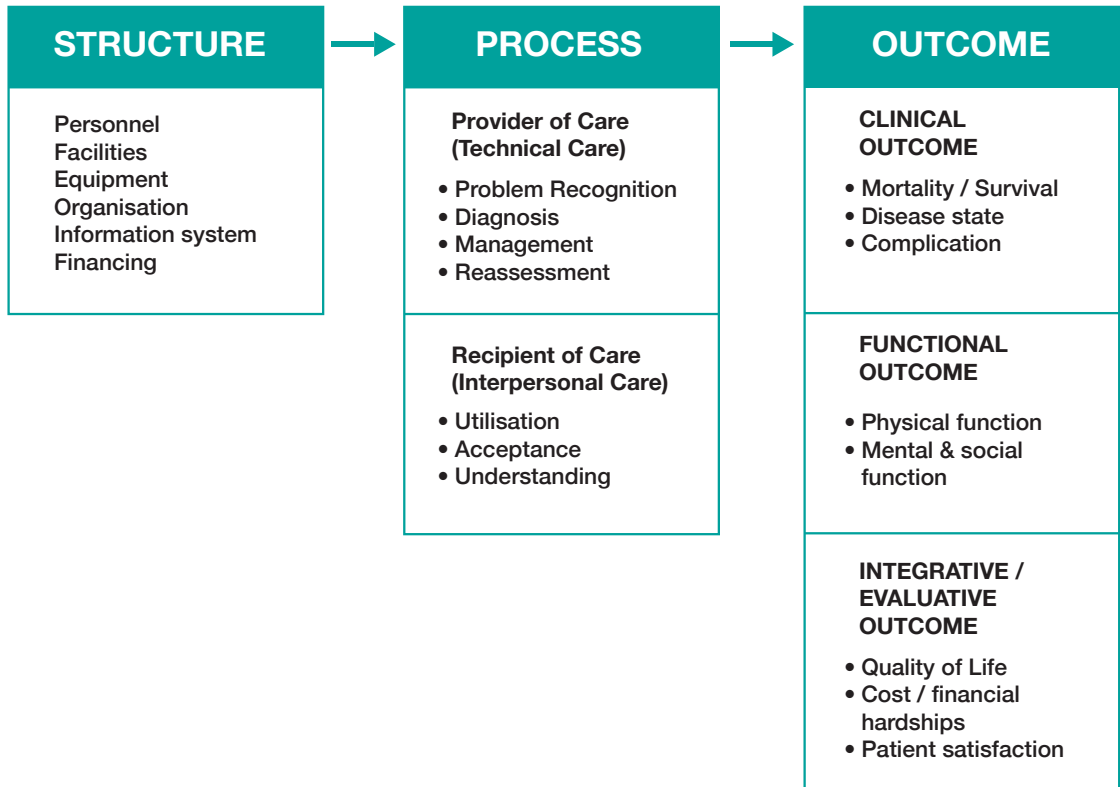 STRUCTURE
Personnel
Facilities
Equipment
Organisation
Information system
Financing
PROCESS
Provider of Care
(Technical Care)
• Problem Recognition
• Diagnosis
• Management
• Reassessment
Recipient of Care
(Interpersonal Care)
• Utilisation
• Acceptance
• Understanding
OUTCOME
CLINICAL
OUTCOME
• Mortality / Survival
• Disease state
• Complication
FUNCTIONAL
OUTCOME
• Physical function
• Mental & social
function
INTEGRATIVE /
EVALUATIVE
OUTCOME
• Quality of Life
• Cost / financial
hardships
• Patient satisfaction